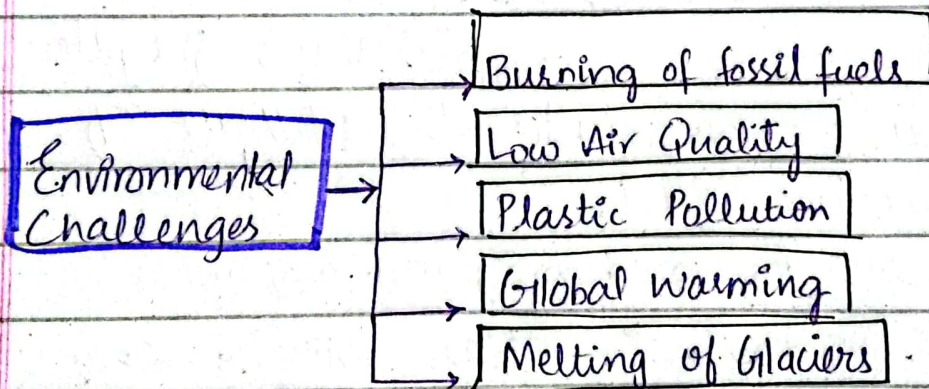 Burning of fossil fuels
Low Air Quality
Environmental
Challenges
Plastic Pollution
Global warming
Melting of Glaciers.